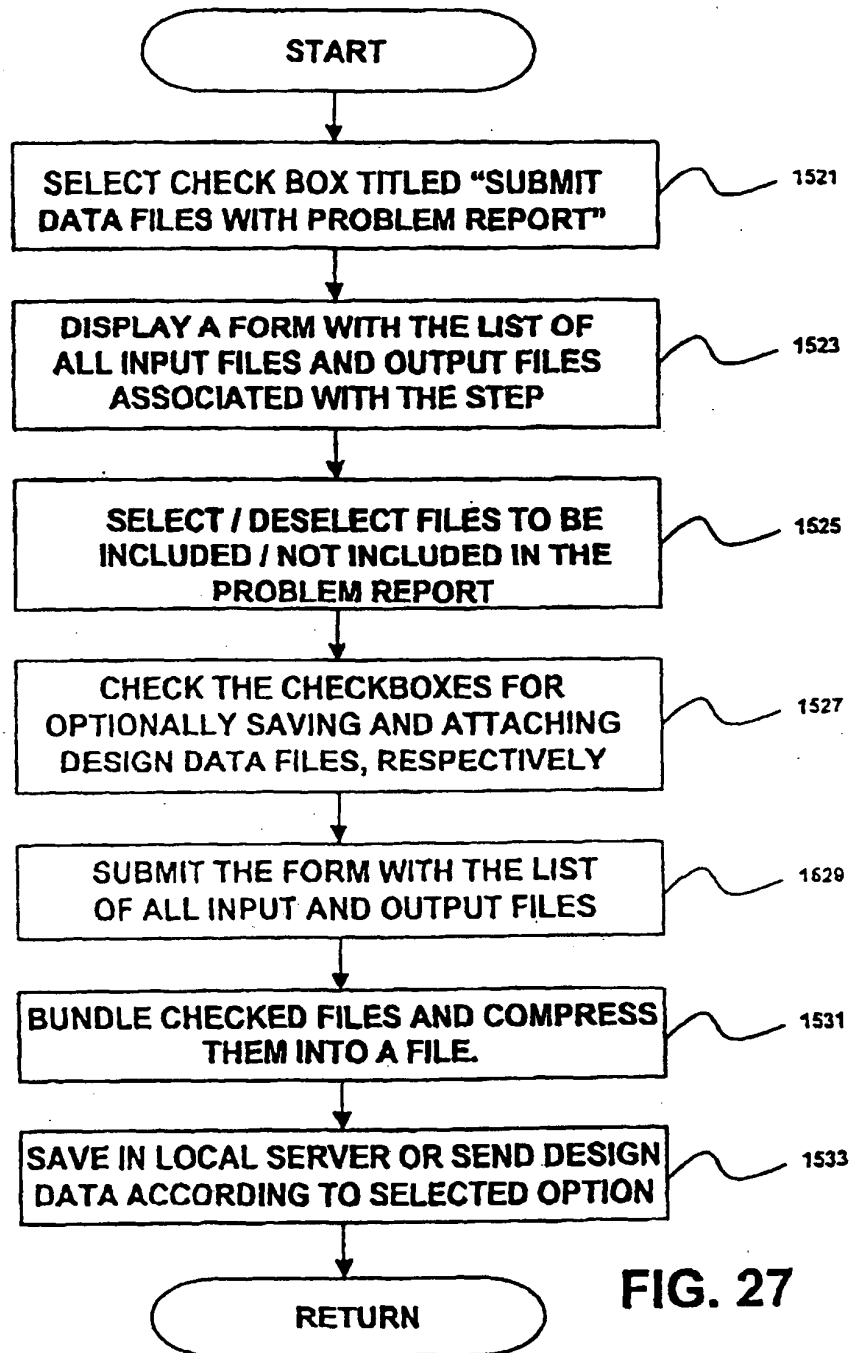 START
SELECT CHECK BOX TITLED "SUBMIT
DATA FILES WITH PROBLEM REPORT"
1521
DISPLAY A FORM WITH THE LIST OF
ALL INPUT FILES AND OUTPUT FILES
ASSOCIATED WITH THE STEP
1523
SELECT / DESELECT FILES TO BE
INCLUDED / NOT INCLUDED IN THE
PROBLEM REPORT
1525
CHECK THE CHECKBOXES FOR
OPTIONALLY SAVING AND ATTACHING
DESIGN DATA FILES, RESPECTIVELY
1527
SUBMIT THE FORM WITH THE LIST
OF ALL INPUT AND OUTPUT FILES
1529
BUNDLE CHECKED FILES AND COMPRESS
THEM INTO A FILE.
1531
SAVE IN LOCAL SERVER OR SEND DESIGN
DATA ACCORDING TO SELECTED OPTION
1533
RETURN
FIG. 27